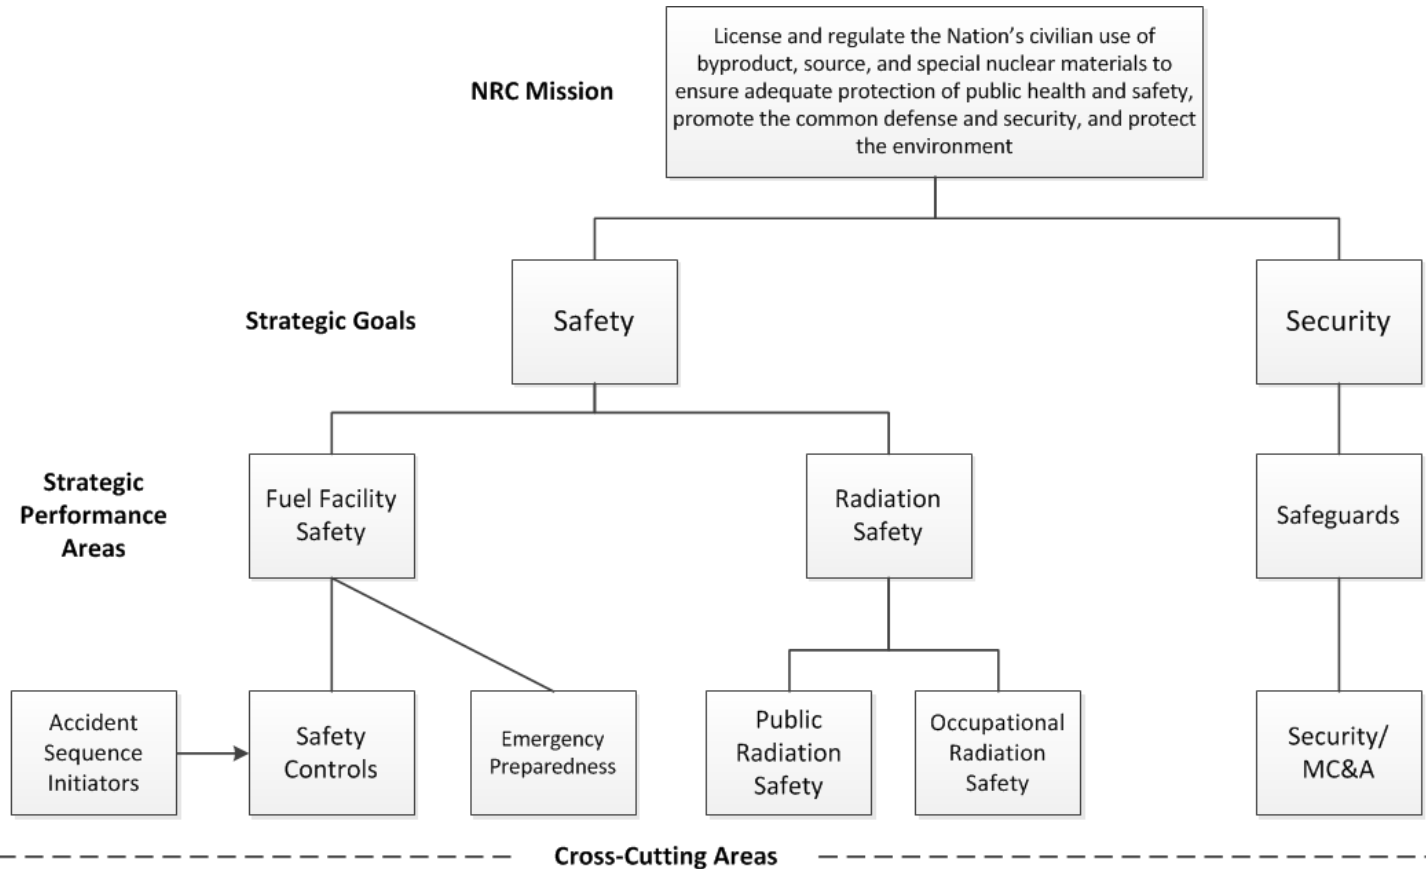 License and regulate the Nation’s civilian use of
byproduct, source, and special nuclear materials to
ensure adequate protection of public health and safety,
promote the common defense and security, and protect
the environment
NRC Mission
Strategic Goals
Safety
Security
Strategic
Performance
Areas
Fuel Facility
Safety
Radiation
Safety
Safeguards
Accident
Sequence
Initiators
Safety
Controls
Emergency
Preparedness
Public
Radiation
Safety
Occupational
Radiation
Safety
Security/
MC&A
Cross-Cutting Areas